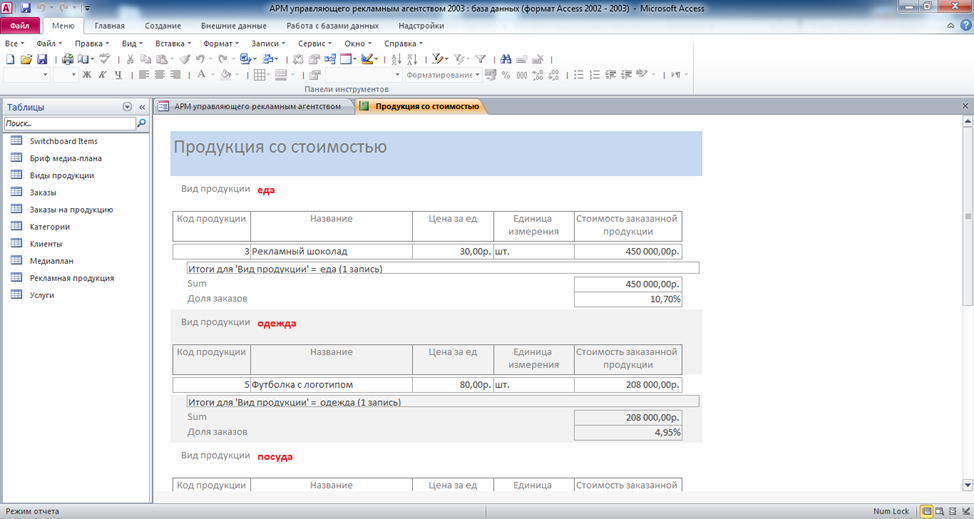 АРМ управляющего рекламным агентством 2003 : база данных (формат Access 2002 - 2003) - Microsoft Access
Файл Меню Главная Создание Внешние данные Работа с базами данных Надстройки
Все Файл Правка Вид Вставка Формат Записи Сервис Окно Справка
Ж К Ч Форматирование % 000
Панели инструментов
Таблицы
Поиск...
Switchboard Items
Бриф медиа-плана
Виды продукции
Заказы
Заказы на продукцию
Категории
Клиенты
Медиаплан
Рекламная продукция
Услуги
АРМ управляющего рекламным агентством Продукция со стоимостью
Продукция со стоимостью
Вид продукции еда
Код продукции Название Цена за ед Единица измерения Стоимость заказанной продукции
3 Рекламный шоколад 30,00р. шт. 450 000,00р.
Итоги для 'Вид продукции' = еда (1 запись)
Sum 450 000,00р.
Доля заказов 10,70%
Вид продукции одежда
Код продукции Название Цена за ед Единица измерения Стоимость заказанной продукции
5 Футболка с логотипом 80,00р. шт. 208 000,00р.
Итоги для 'Вид продукции' = одежда (1 запись)
Sum 208 000,00р.
Доля заказов 4,95%
Вид продукции посуда
Код продукции Название Цена за ед Единица Стоимость заказанной
Режим отчета Num Lock